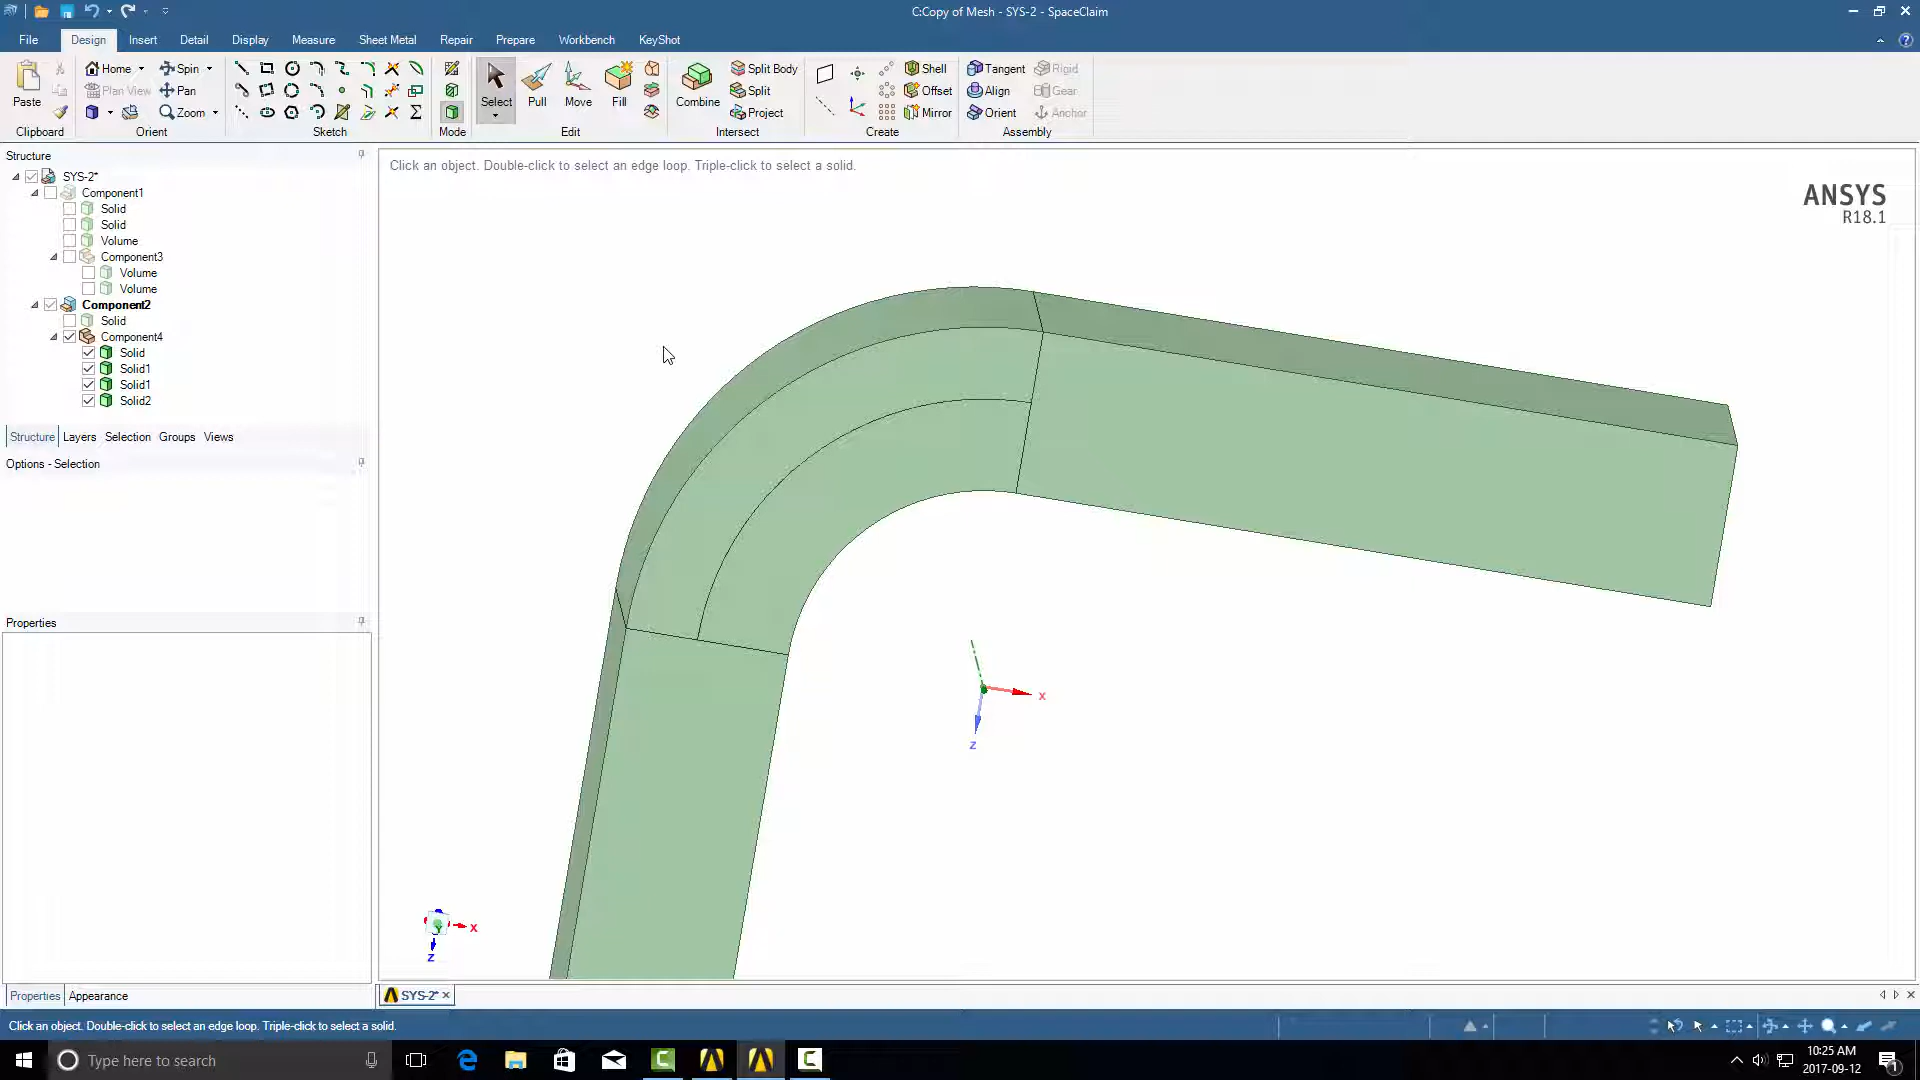 C:Copy of Mesh - SYS-2 - SpaceClaim
File Design Insert Detail Display Measure Sheet Metal Repair Prepare Workbench KeyShot
Paste
Home Spin
Plan View Pan
Zoom
Select Pull Move Fill
Combine
Split Body
Split
Project
Shell
Offset
Mirror
Tangent Rigid
Align Gear
Orient Anchor
Clipboard Orient Sketch Mode Edit Intersect Create Assembly
Structure
SYS-2*
Component1
Solid
Solid
Volume
Component3
Volume
Volume
Component2
Solid
Component4
Solid
Solid1
Solid1
Solid2
Structure Layers Selection Groups Views
Options - Selection
Properties
Properties Appearance
Click an object. Double-click to select an edge loop. Triple-click to select a solid.
ANSYS
R18.1
X
Z
Y
X
Z
SYS-2*
Click an object. Double-click to select an edge loop. Triple-click to select a solid.
Type here to search
10:25 AM
2017-09-12
1